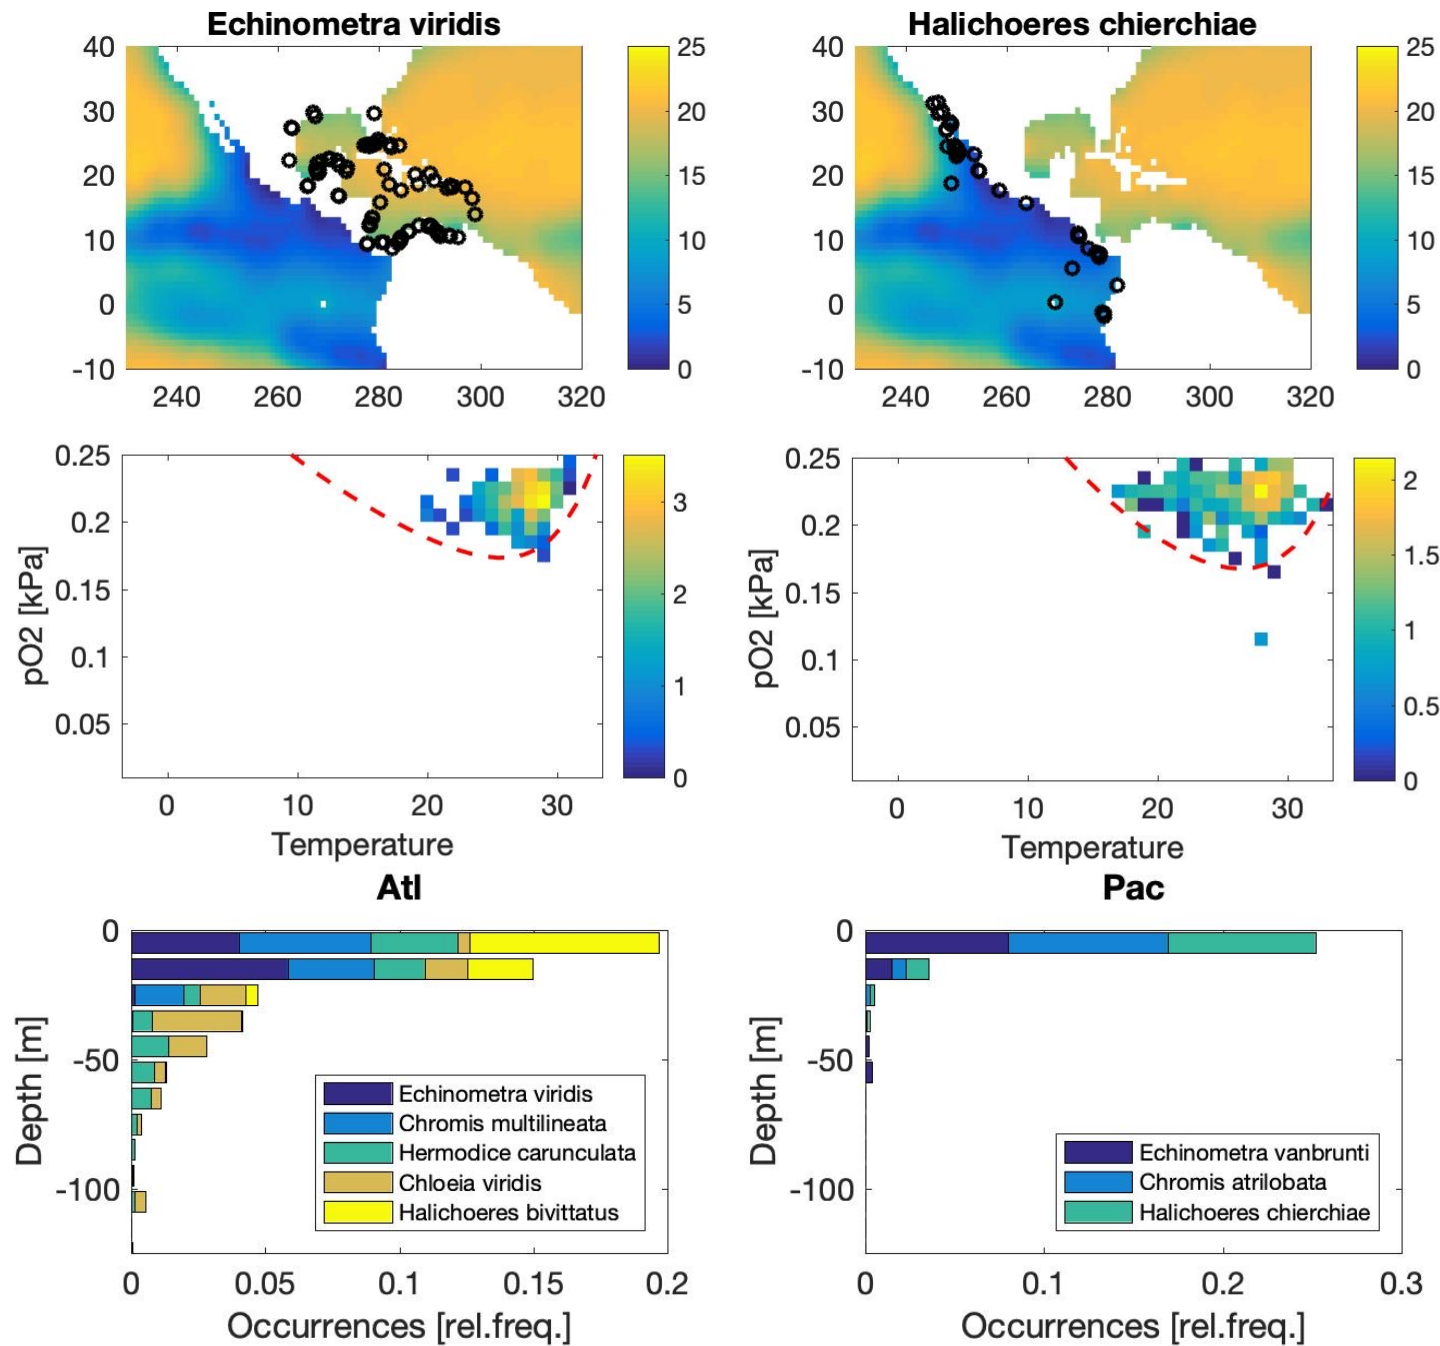 Echinometra viridis
40
30
20
10
0
-10
240 260 280 300 320
25
20
15
10
5
0
Halichoeres chierchiae
40
30
20
10
0
-10
240 260 280 300 320
25
20
15
10
5
0
pO2 [kPa]
0.25
0.2
0.15
0.1
0.05
0 10 20 30
Temperature
3
2
1
0
pO2 [kPa]
0.25
0.2
0.15
0.1
0.05
0 10 20 30
Temperature
2
1.5
1
0.5
0
Atl
Depth [m]
0
-50
-100
Echinometra viridis
Chromis multilineata
Hermodice carunculata
Chloeia viridis
Halichoeres bivittatus
0 0.05 0.1 0.15 0.2
Occurrences [rel.freq.]
Pac
Depth [m]
0
-50
-100
Echinometra vanbrunti
Chromis atrilobata
Halichoeres chierchiae
0 0.1 0.2 0.3
Occurrences [rel.freq.]